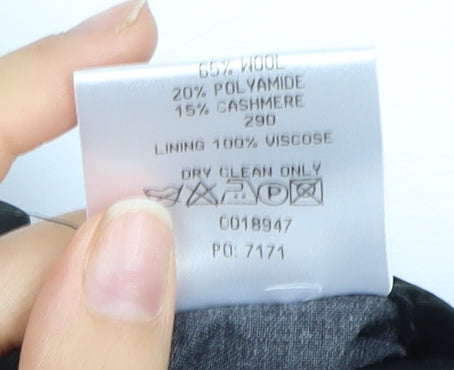 65% WOOL
20% POLYAMIDE
15% CASHMERE
290
LINING 100% VISCOSE
DRY CLEAN ONLY
P
0018947
PO: 7171